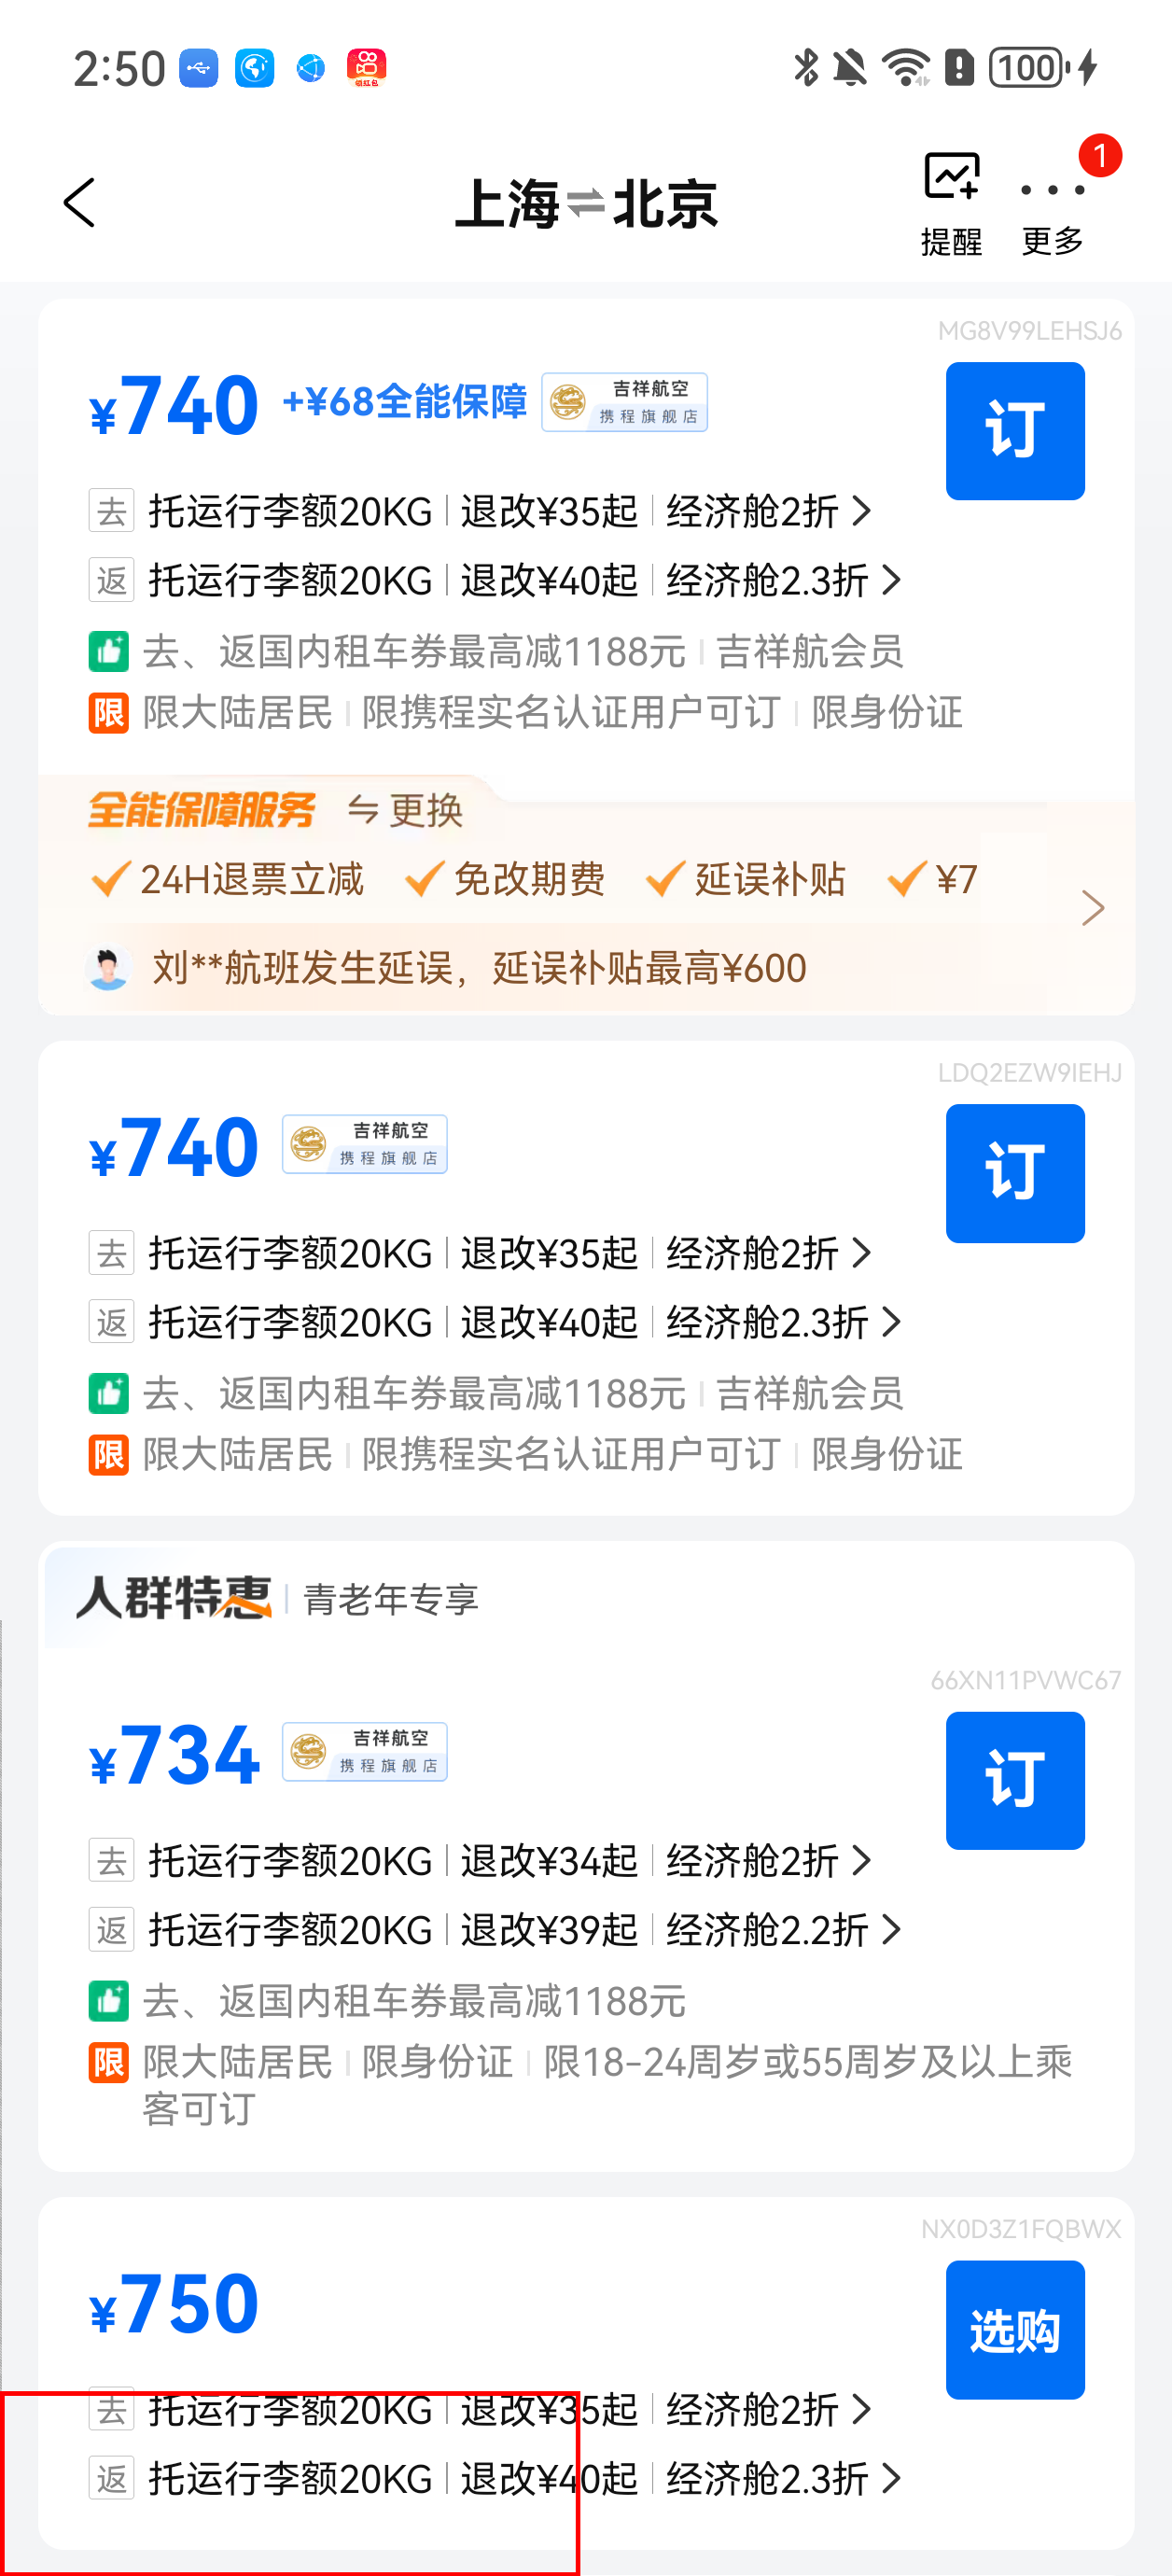 2:50
领红包
100
上海⇌北京
提醒
更多
1
MG8V99LEHSJ6
¥740 +¥68全能保障 吉祥航空
携程旗舰店
订
去 托运行李额20KG 退改¥35起 经济舱2折
返 托运行李额20KG 退改¥40起 经济舱2.3折
去、返国内租车券最高减1188元 吉祥航会员
限 限大陆居民 限携程实名认证用户可订 限身份证
全能保障服务 ⇋更换
24H退票立减 免改期费 延误补贴 ¥7
刘**航班发生延误，延误补贴最高¥600
LDQ2EZW9IEHJ
¥740 吉祥航空
携程旗舰店
订
去 托运行李额20KG 退改¥35起 经济舱2折
返 托运行李额20KG 退改¥40起 经济舱2.3折
去、返国内租车券最高减1188元 吉祥航会员
限 限大陆居民 限携程实名认证用户可订 限身份证
人群特惠 青老年专享
66XN11PVWC67
¥734 吉祥航空
携程旗舰店
订
去 托运行李额20KG 退改¥34起 经济舱2折
返 托运行李额20KG 退改¥39起 经济舱2.2折
去、返国内租车券最高减1188元
限 限大陆居民 限身份证 限18-24周岁或55周岁及以上乘
客可订
NX0D3Z1FQBWX
¥750
选购
去 托运行李额20KG 退改¥35起 经济舱2折
返 托运行李额20KG 退改¥40起 经济舱2.3折